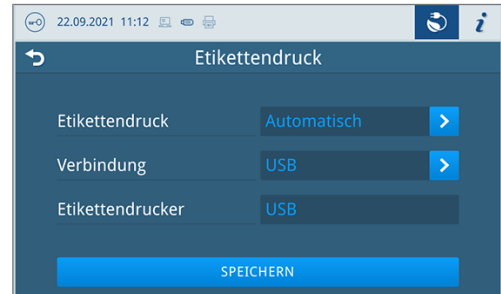 22.09.2021 11:12
Etikettendruck
Etikettendruck Automatisch
Verbindung USB
Etikettendrucker USB
SPEICHERN